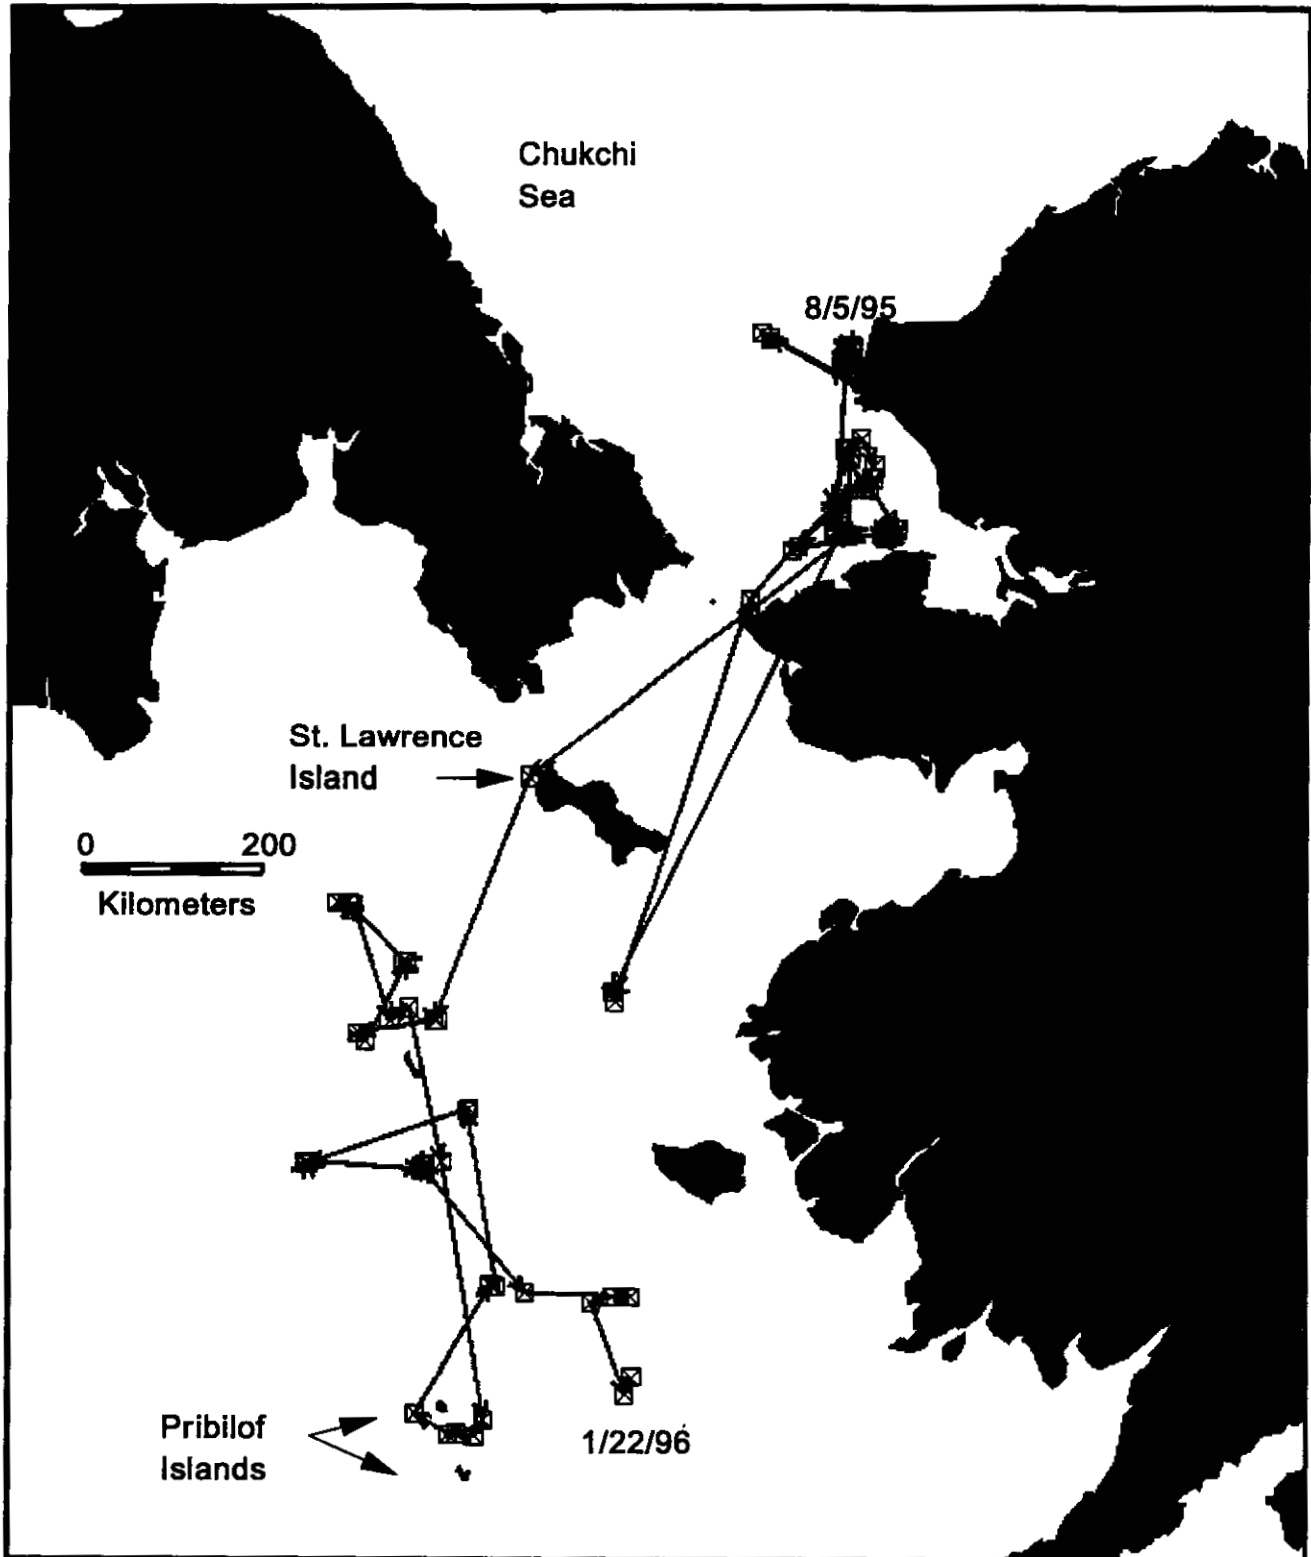 Chukchi
Sea
8/5/95
St. Lawrence
Island
0 200
Kilometers
Pribilof
Islands
1/22/96